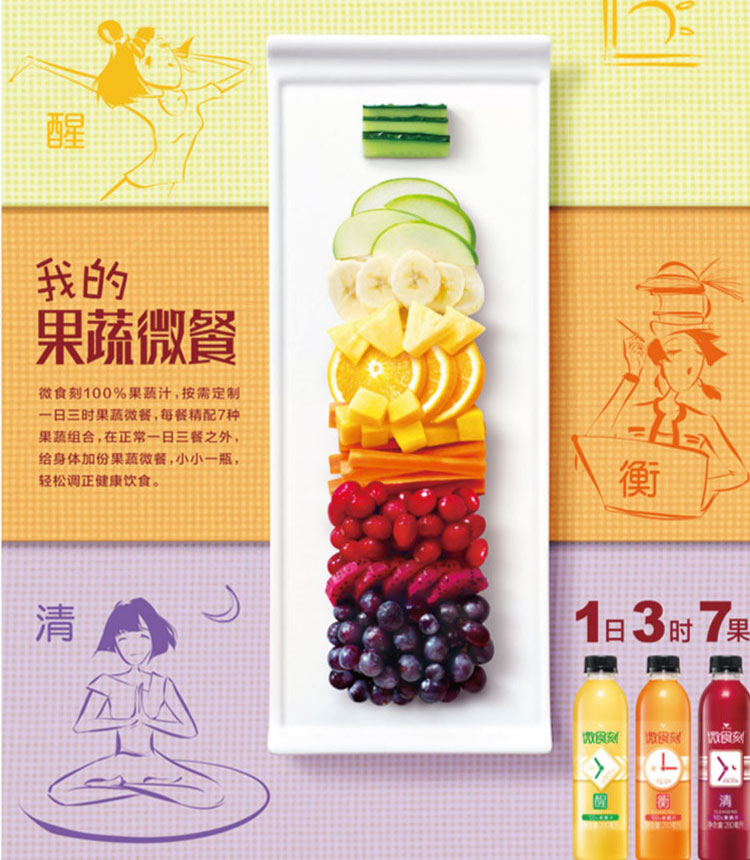 醒
我的
果蔬微餐
微食刻100%果蔬汁,按需定制
一日三时果蔬微餐,每餐精配7种
果蔬组合,在正常一日三餐之外,
给身体加份果蔬微餐,小小一瓶,
轻松调正健康饮食。
衡
清
1日3时7果
微食刻
醒
微食刻
衡
微食刻
清